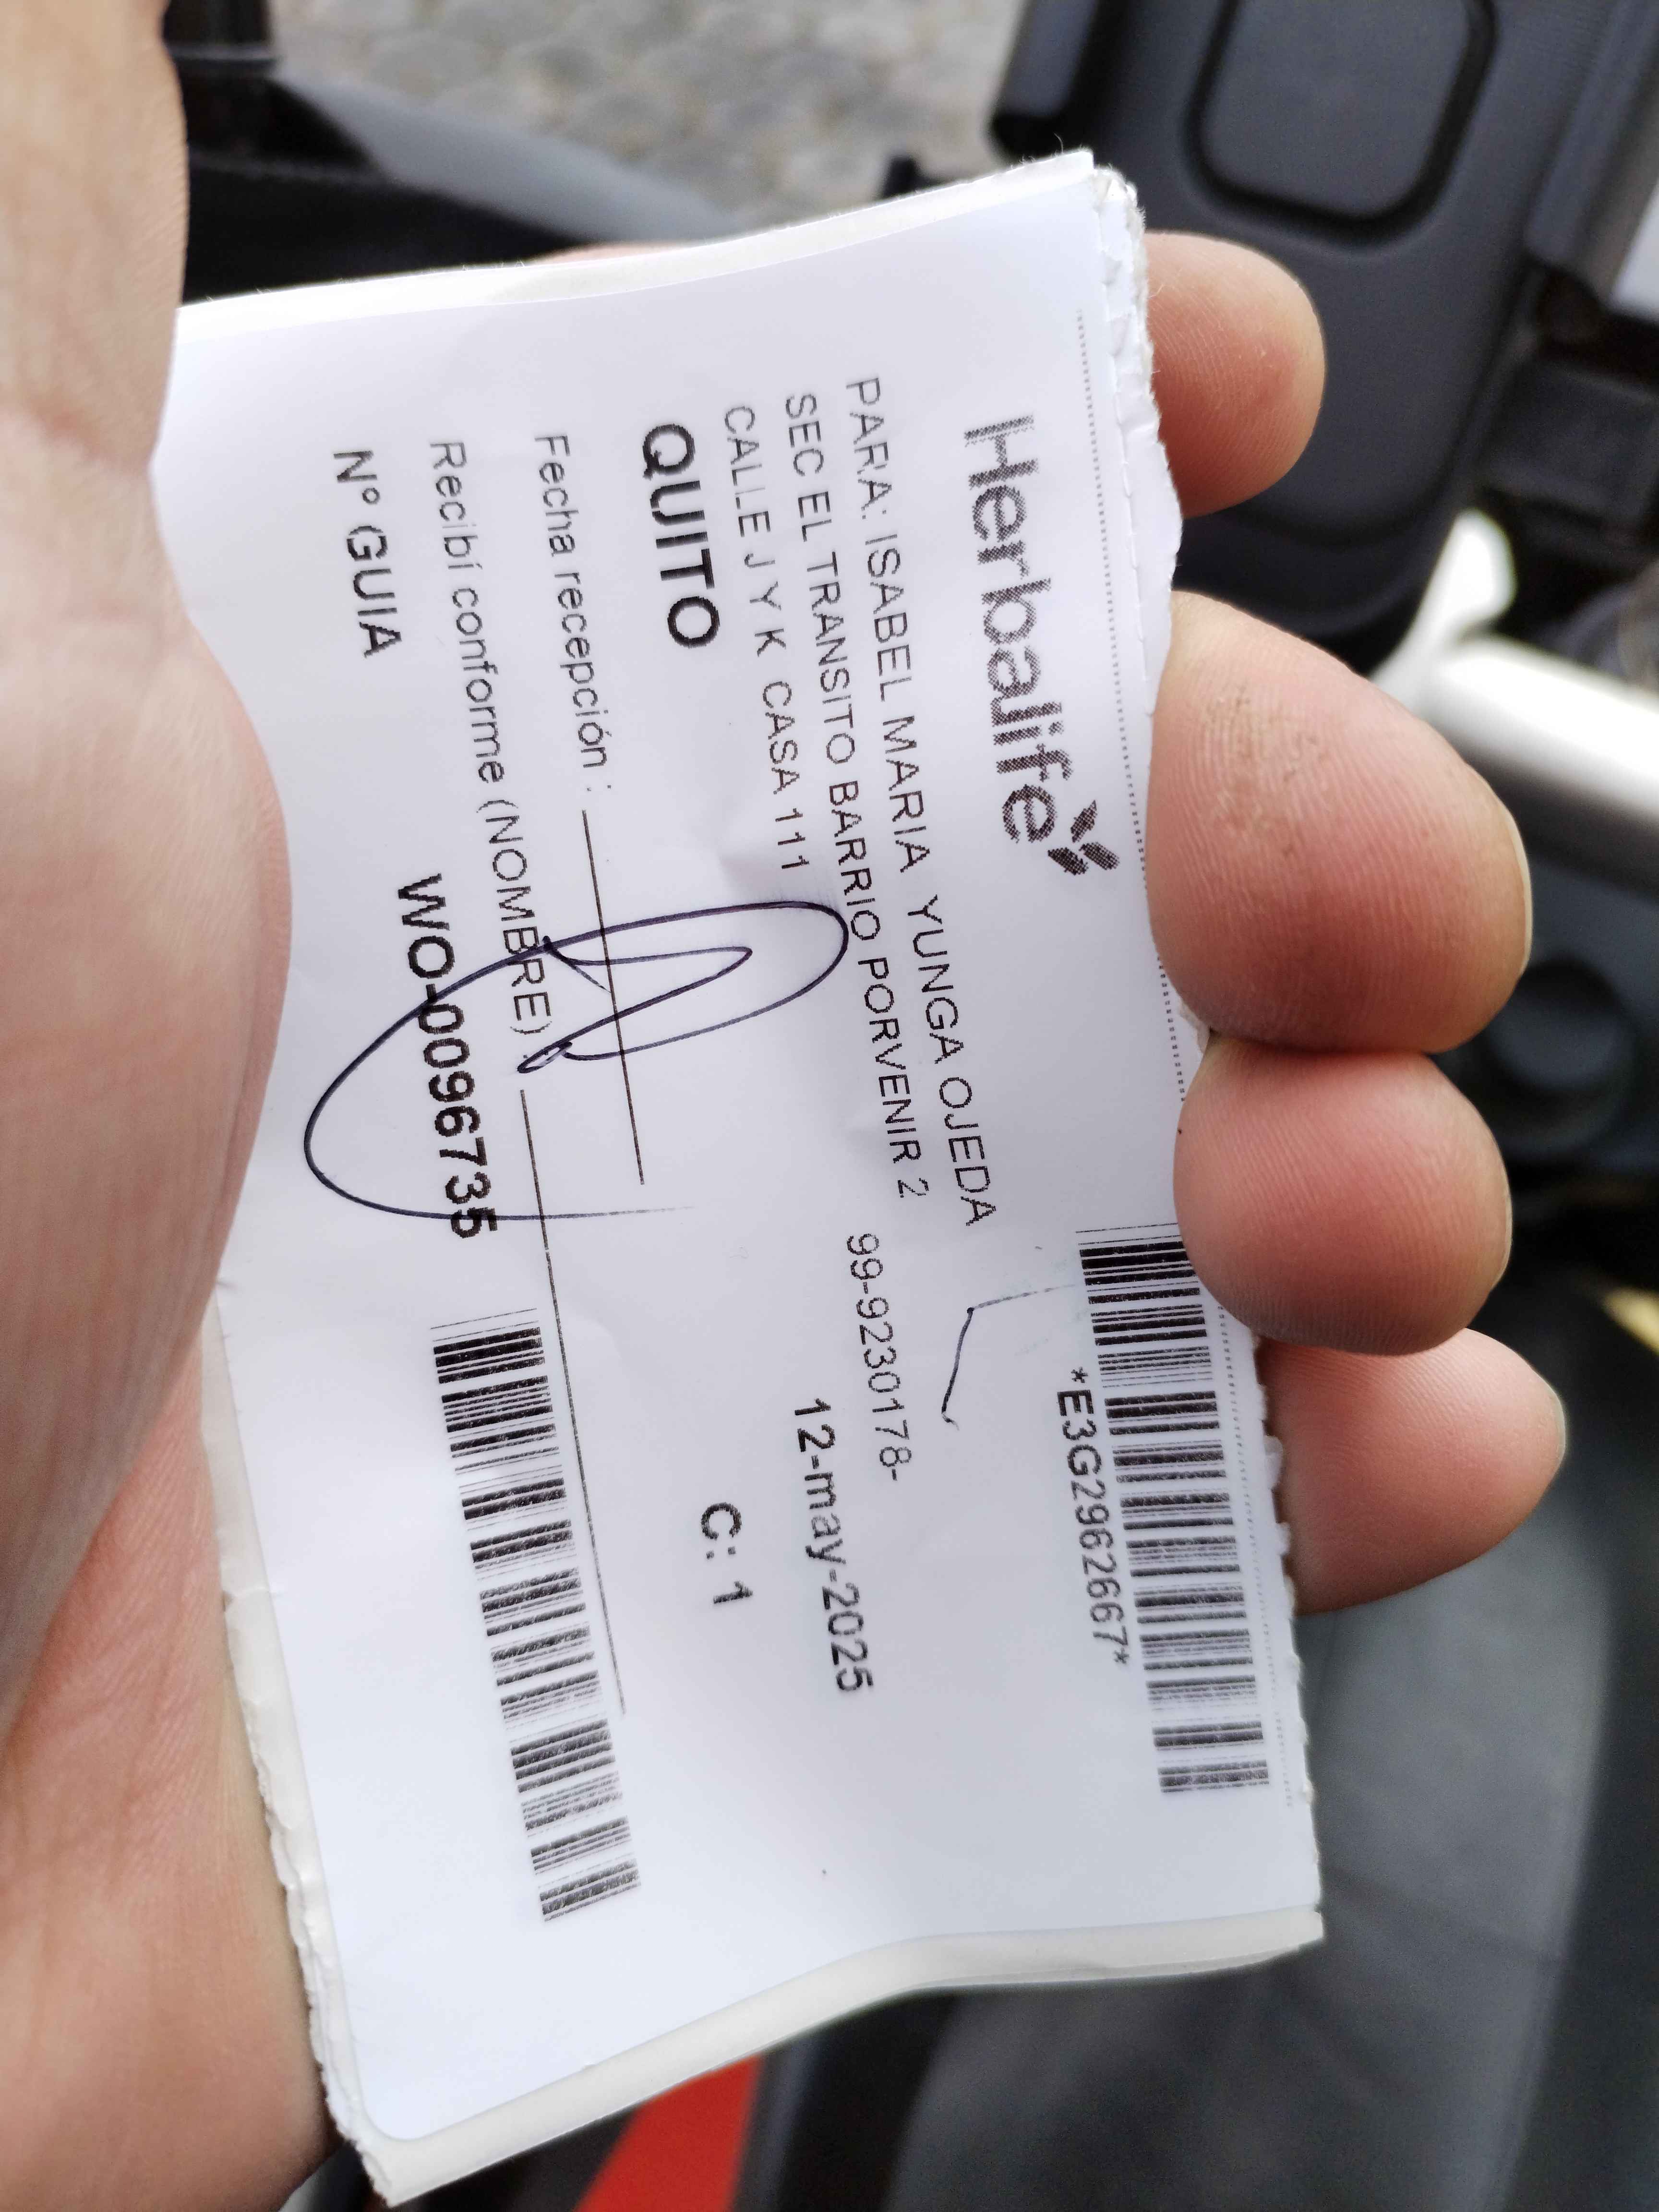 Herbalife
*E3G29626667*
PARA: ISABEL MARIA YUNGA OJEDA
SEC EL TRANSITO BARRIO PORVENIR 2
99-9230178-
CALLE J Y K CASA 111
12-may-2025
QUITO
C: 1
Fecha recepción :
Recibí conforme (NOMBRE) :
Nº GUIA
WO-0096735